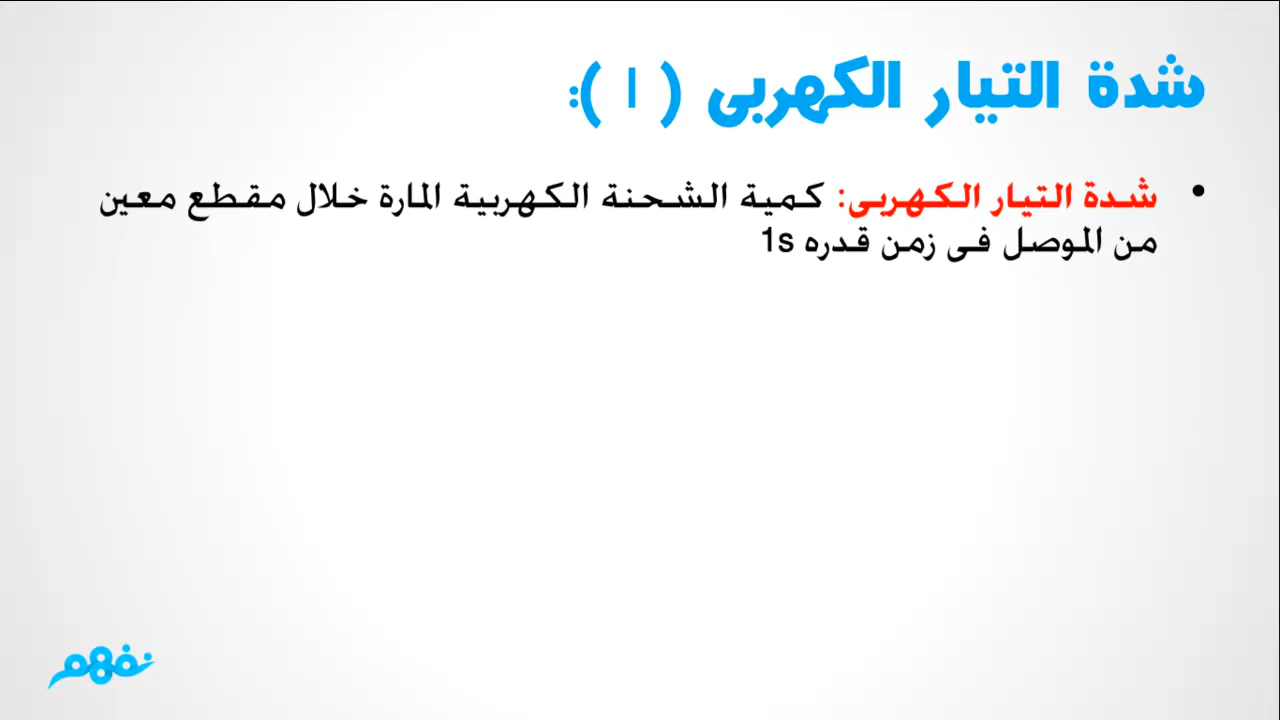 شدة التيار الكهربى ( I ):
• شدة التيار الكهربى: كمية الشحنة الكهربية المارة خلال مقطع معين
من الموصل فى زمن قدره 1s
نفهم